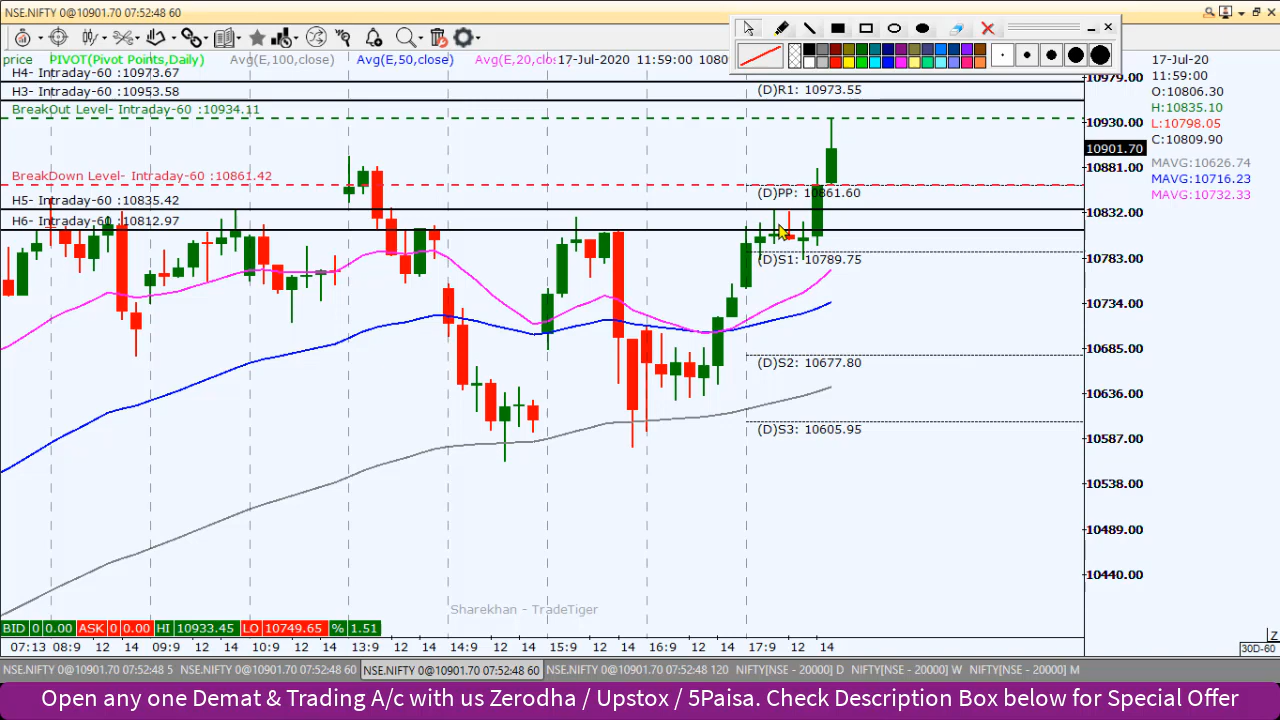 NSE.NIFTY 0@10901.70 07:52:48 60
price PIVOT(Pivot Points,Daily) Avg(E,100,close) Avg(E,50,close) Avg(E,20,clo: 17-Jul-2020 11:59:00 1080
17-Jul-20
11:59:00
O:10806.30
H:10835.10
L:10798.05
C:10809.90
MAVG:10626.74
MAVG:10716.23
MAVG:10732.33
H4- Intraday-60 :10973.67
H3- Intraday-60 :10953.58
BreakOut Level- Intraday-60 :10934.11
BreakDown Level- Intraday-60 :10861.42
H5- Intraday-60 :10835.42
H6- Intraday-60 :10812.97
(D)R1: 10973.55
(D)PP: 10861.60
(D)S1: 10789.75
(D)S2: 10677.80
(D)S3: 10605.95
10979.00
10930.00
10901.70
10881.00
10832.00
10783.00
10734.00
10685.00
10636.00
10587.00
10538.00
10489.00
10440.00
Sharekhan - TradeTiger
BID 0 0.00 ASK 0 0.00 HI 10933.45 LO 10749.65 % 1.51
07:13 08:9 12 14 09:9 12 14 10:9 12 14 13:9 12 14 14:9 12 14 15:9 12 14 16:9 12 14 17:9 12 14
Z
30D-60
NSE.NIFTY 0@10901.70 07:52:48 5 NSE.NIFTY 0@10901.70 07:52:48 60 NSE.NIFTY 0@10901.70 07:52:48 60 NSE.NIFTY 0@10901.70 07:52:48 120 NIFTY[NSE - 20000] D NIFTY[NSE - 20000] W NIFTY[NSE - 20000] M
Open any one Demat & Trading A/c with us Zerodha / Upstox / 5Paisa. Check Description Box below for Special Offer